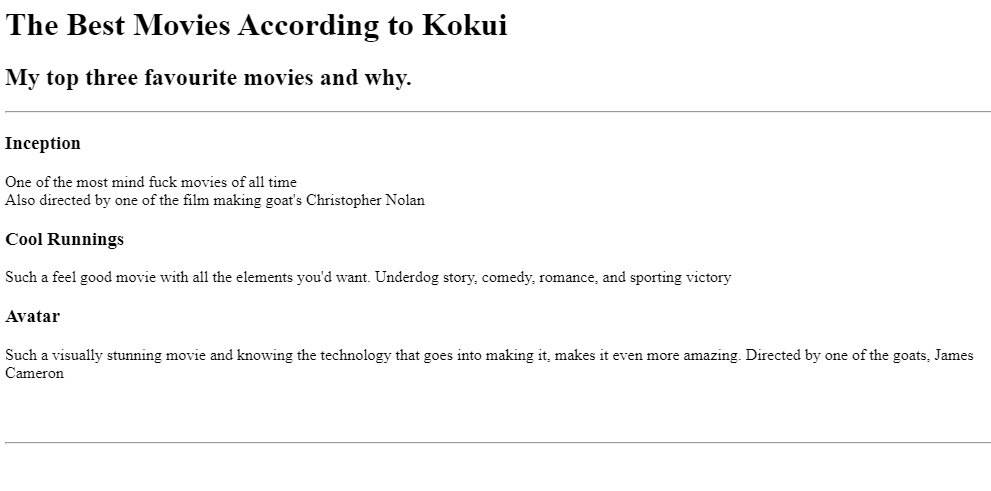 The Best Movies According to Kokui
My top three favourite movies and why.
Inception
One of the most mind fuck movies of all time
Also directed by one of the film making goat's Christopher Nolan
Cool Runnings
Such a feel good movie with all the elements you'd want. Underdog story, comedy, romance, and sporting victory
Avatar
Such a visually stunning movie and knowing the technology that goes into making it, makes it even more amazing. Directed by one of the goats, James
Cameron